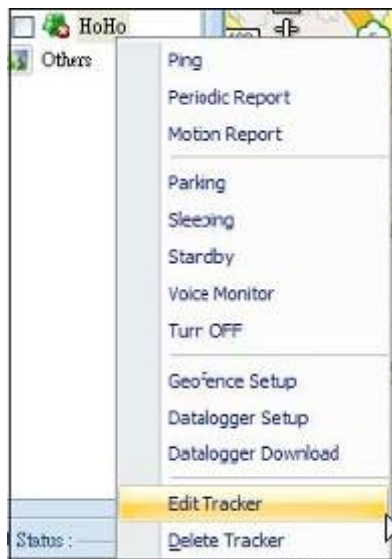 HoHo
Others
Ping
Periodic Report
Motion Report
Parking
Sleeping
Standby
Voice Monitor
Turn OFF
Geofence Setup
Datalogger Setup
Datalogger Download
Edit Tracker
Delete Tracker
Status :